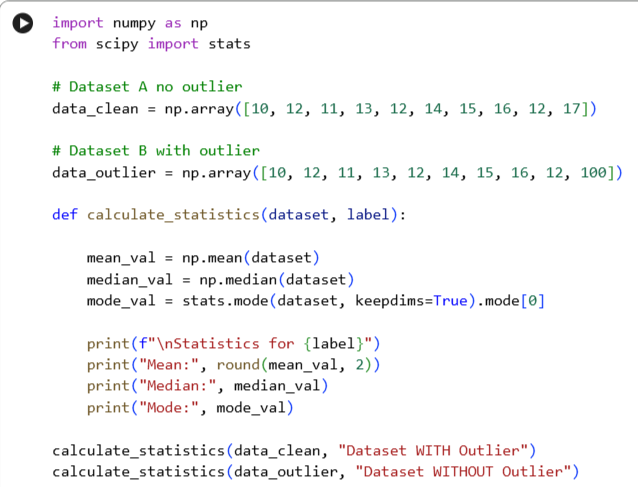 import numpy as np
from scipy import stats

# Dataset A no outlier
data_clean = np.array([10, 12, 11, 13, 12, 14, 15, 16, 12, 17])

# Dataset B with outlier
data_outlier = np.array([10, 12, 11, 13, 12, 14, 15, 16, 12, 100])

def calculate_statistics(dataset, label):

    mean_val = np.mean(dataset)
    median_val = np.median(dataset)
    mode_val = stats.mode(dataset, keepdims=True).mode[0]

    print(f"\nStatistics for {label}")
    print("Mean:", round(mean_val, 2))
    print("Median:", median_val)
    print("Mode:", mode_val)

calculate_statistics(data_clean, "Dataset WITH Outlier")
calculate_statistics(data_outlier, "Dataset WITHOUT Outlier")